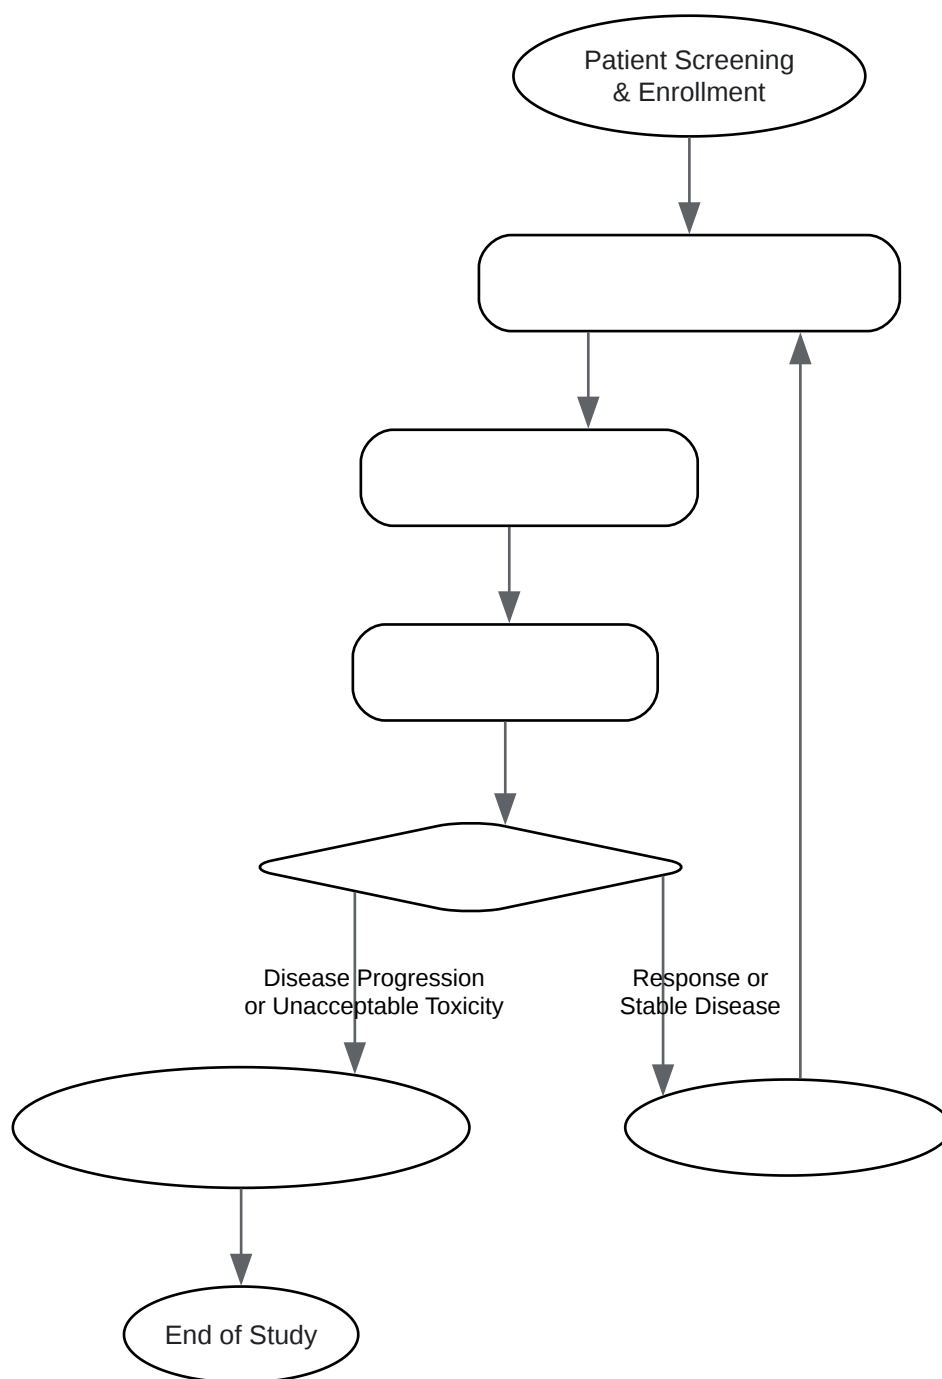 Patient Screening
& Enrollment
Disease Progression
or Unacceptable Toxicity
Response or
Stable Disease
End of Study